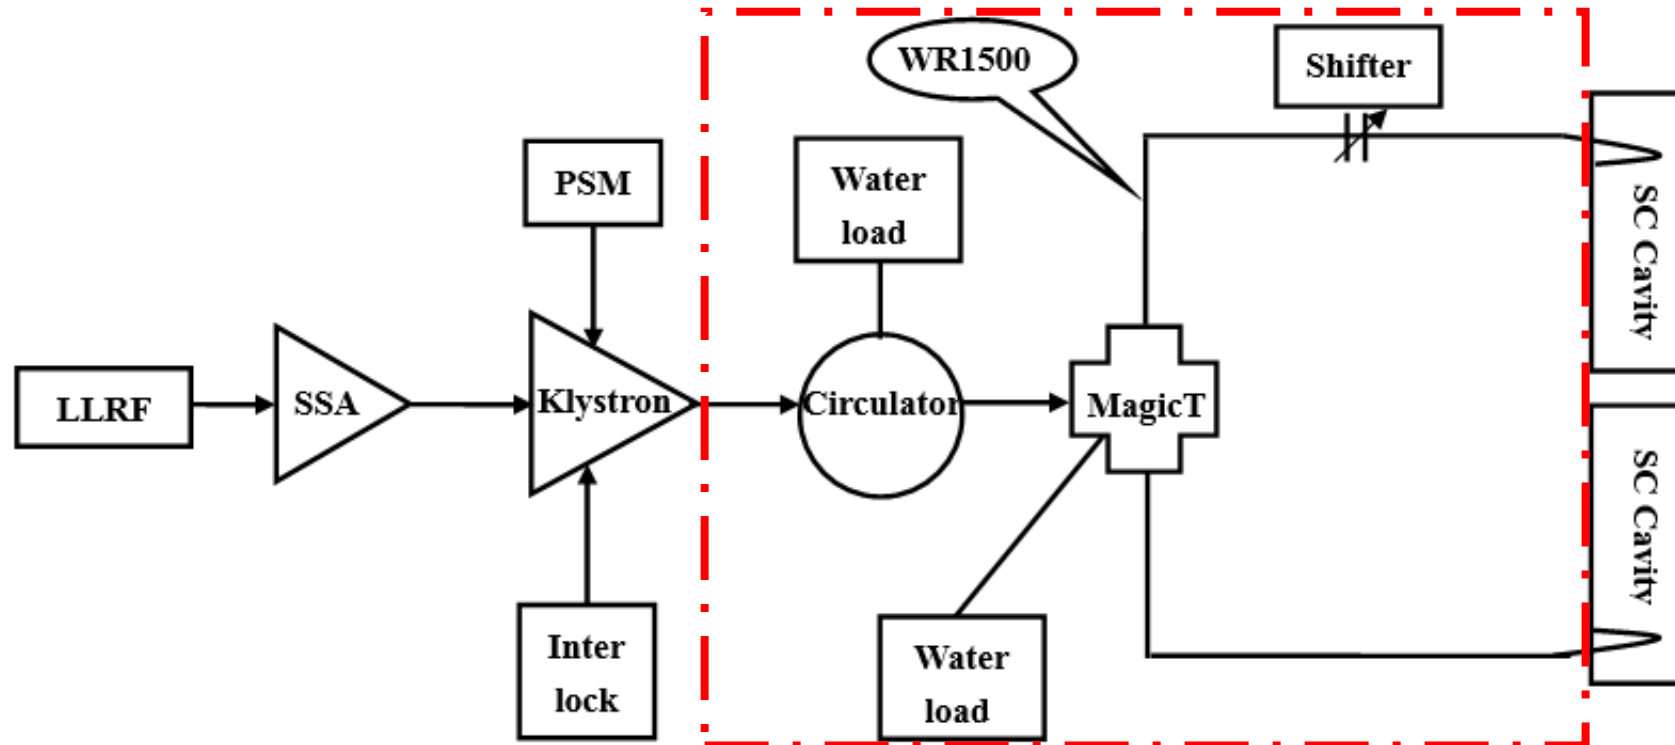 WR1500
Shifter
PSM
Water
load
SC Cavity
LLRF
SSA
Klystron
Circulator
MagicT
SC Cavity
Inter
lock
Water
load